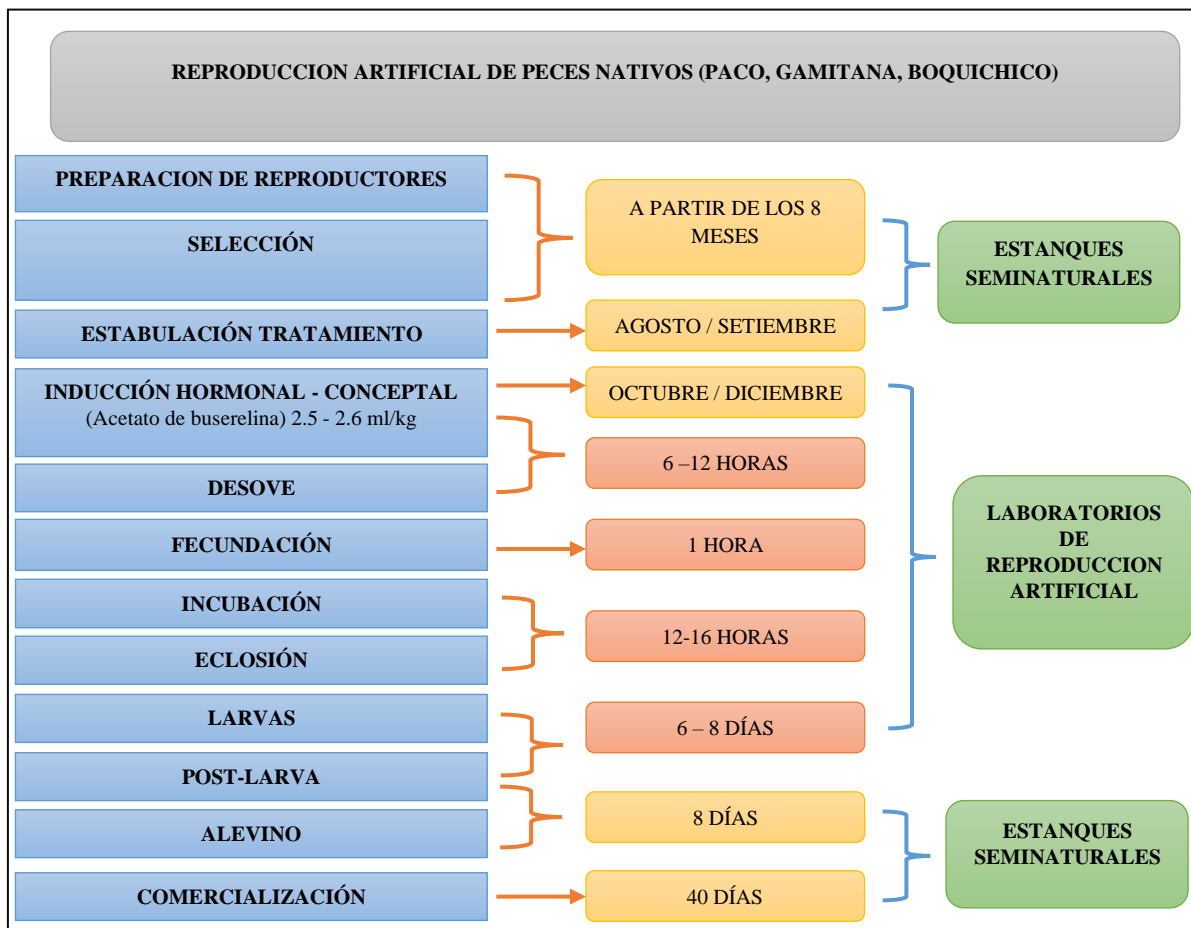 REPRODUCCION ARTIFICIAL DE PECES NATIVOS (PACO, GAMITANA, BOQUICHICO)
PREPARACION DE REPRODUCTORES
SELECCIÓN
A PARTIR DE LOS 8
MESES
ESTANQUES
SEMINATURALES
ESTABULACIÓN TRATAMIENTO
AGOSTO / SETIEMBRE
INDUCCIÓN HORMONAL - CONCEPTAL
(Acetato de buserelina) 2.5 - 2.6 ml/kg
OCTUBRE / DICIEMBRE
6 –12 HORAS
DESOVE
FECUNDACIÓN
1 HORA
LABORATORIOS
DE
REPRODUCCION
ARTIFICIAL
INCUBACIÓN
12-16 HORAS
ECLOSIÓN
LARVAS
6 – 8 DÍAS
POST-LARVA
ALEVINO
8 DÍAS
ESTANQUES
SEMINATURALES
COMERCIALIZACIÓN
40 DÍAS